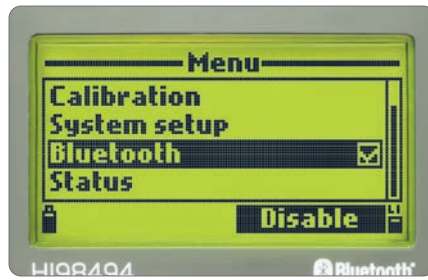 Menu
Calibration
System setup
Bluetooth
Status
Disable
HI98494
Bluetooth®